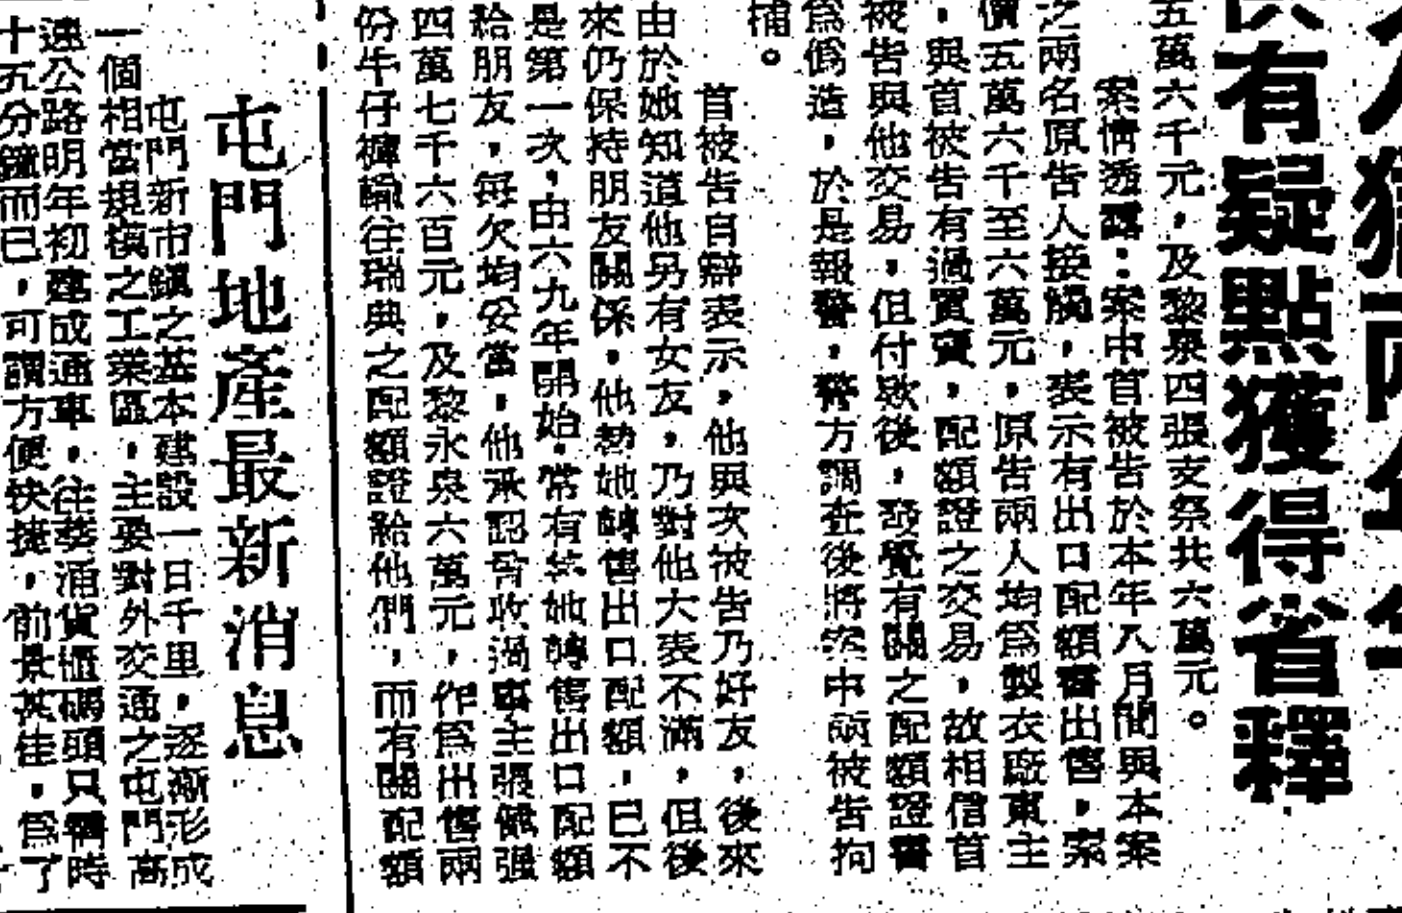 有疑點獲得省釋
五萬六千元，及黎泉四張支票共六萬元。
案情透露：案中首被告於本年八月間與本案
之兩名原告人接觸，表示有出口配額書出售，索
價五萬六千至六萬元，原告兩人均為製衣廠東主
，與首被告有過買賣，配額證之交易，故相信首
被告與他交易，但付款後，發覺有關之配額證書
為偽造，於是報警，警方調查後將案中兩被告拘
捕。
首被告自辯表示，他與次被告乃好友，後來
由於她知道他另有女友，乃對他大表不滿，但後
來仍保持朋友關係，他勸她轉售出口配額，已不
是第一次，由六九年開始，常有 她轉售出口配額
給朋友，每次均妥當，他承認曾收過事主張 强
四萬七千六百元，及黎永泉六萬元，作為出售兩
份牛仔褲輸往瑞典之配額證給他們，而有關配額
屯門地產最新消息
屯門新市鎮之基本建設一日千里，逐漸形成
一個相當規模之工業區，主要對外交通之屯門高
速公路明年初建成通車，往葵涌貨櫃碼頭只需時
十五分鐘而已，可謂方便快捷，前景甚佳，為了